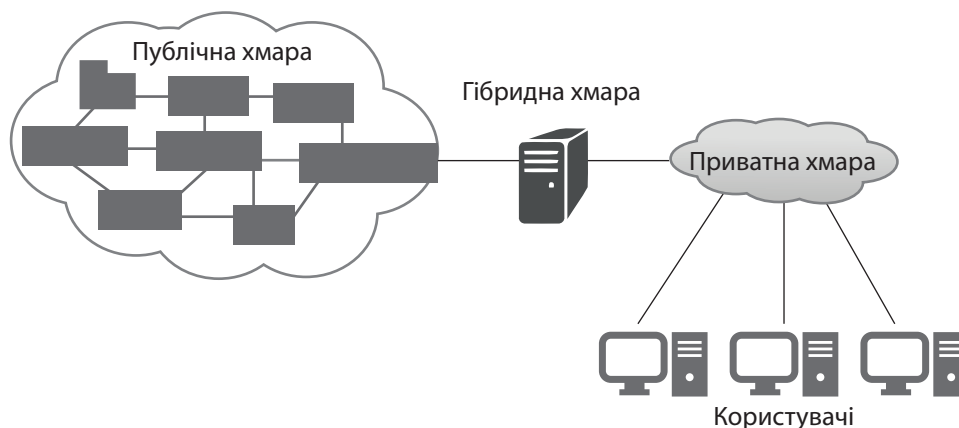 Публічна хмара
Гібридна хмара
Приватна хмара
Користувачі